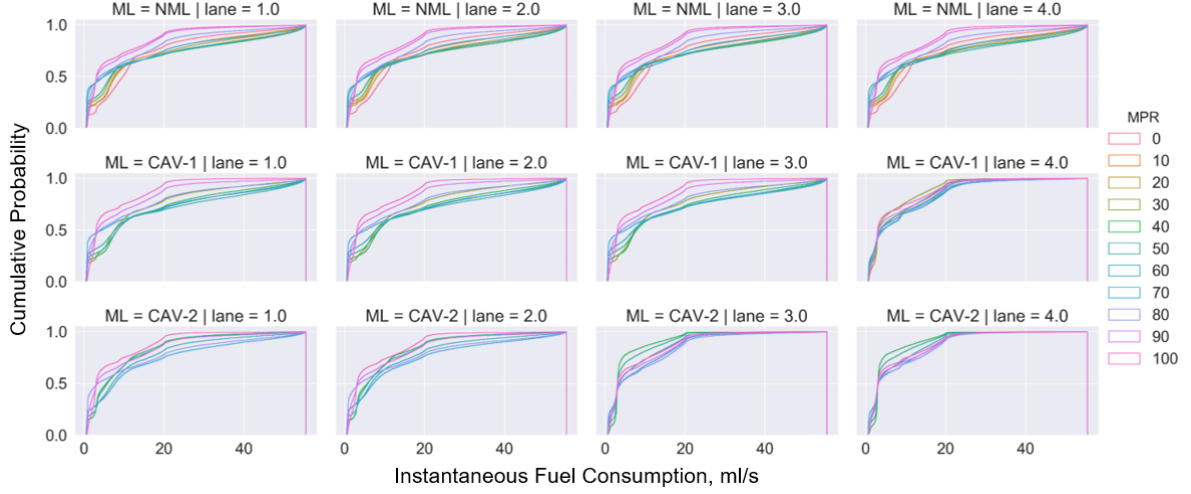 ML = NML | lane = 1.0
ML = NML | lane = 2.0
ML = NML | lane = 3.0
ML = NML | lane = 4.0
1.0
0.5
0.0
ML = CAV-1 | lane = 1.0
ML = CAV-1 | lane = 2.0
ML = CAV-1 | lane = 3.0
ML = CAV-1 | lane = 4.0
1.0
0.5
0.0
ML = CAV-2 | lane = 1.0
ML = CAV-2 | lane = 2.0
ML = CAV-2 | lane = 3.0
ML = CAV-2 | lane = 4.0
1.0
0.5
0.0
0 20 40
0 20 40
0 20 40
0 20 40
Cumulative Probability
Instantaneous Fuel Consumption, ml/s
MPR
0
10
20
30
40
50
60
70
80
90
100